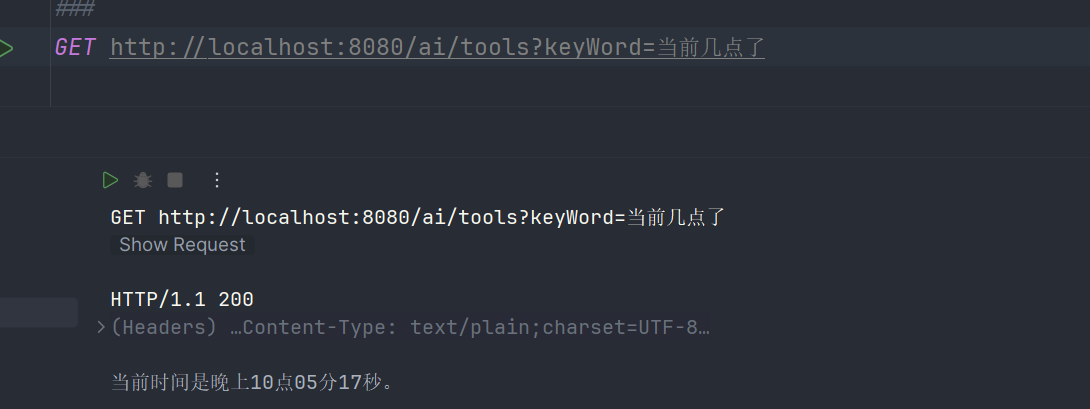 ###
GET http://localhost:8080/ai/tools?keyWord=当前几点了
GET http://localhost:8080/ai/tools?keyWord=当前几点了
Show Request
HTTP/1.1 200
(Headers) …Content-Type: text/plain;charset=UTF-8…
当前时间是晚上10点05分17秒。